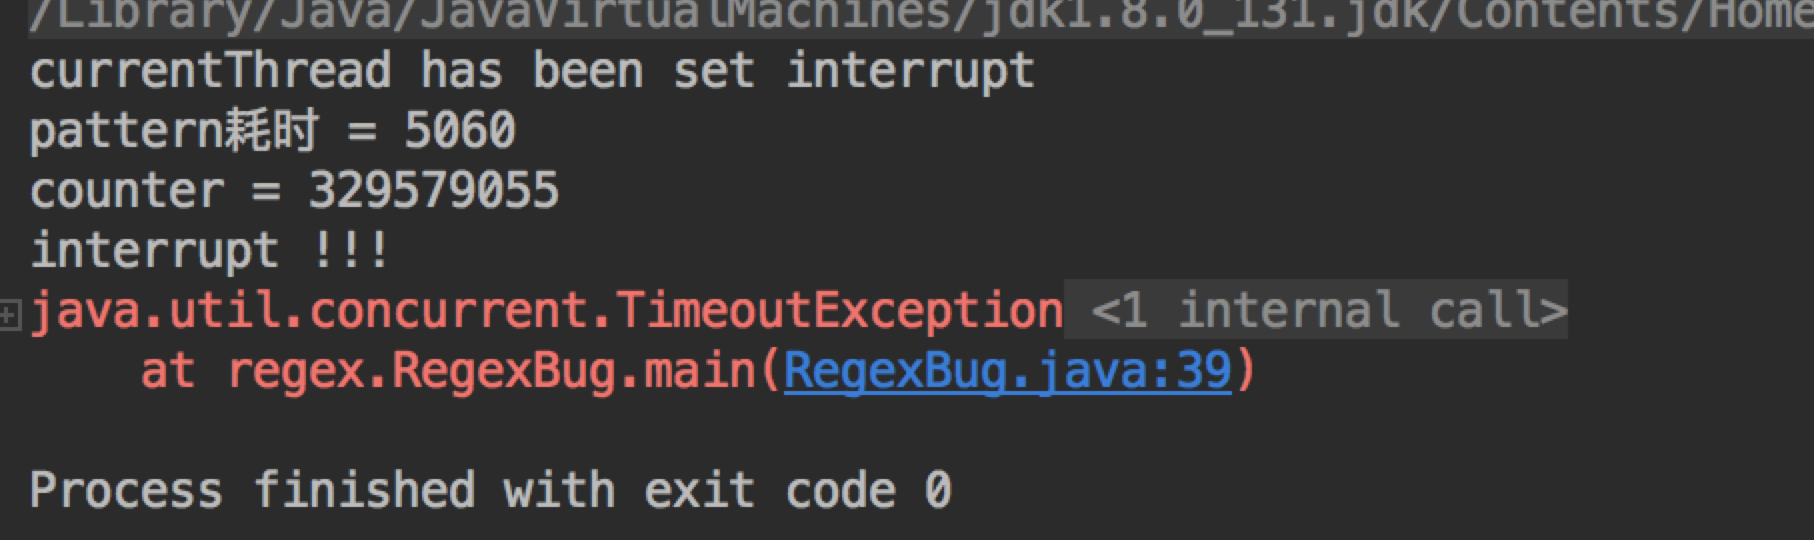 /Library/Java/JavaVirtualMachines/jdk1.8.0_131.jdk/Contents/Home
currentThread has been set interrupt
pattern耗时 = 5060
counter = 329579055
interrupt !!!
java.util.concurrent.TimeoutException <1 internal call>
at regex.RegexBug.main(RegexBug.java:39)
Process finished with exit code 0